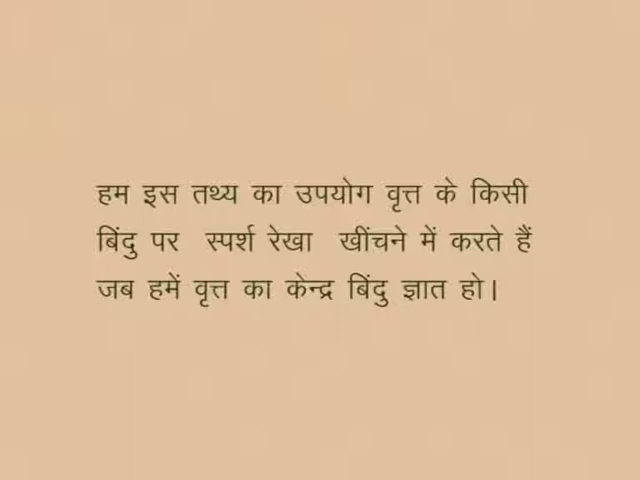 हम इस तथ्य का उपयोग वृत्त के किसी
बिंदु पर स्पर्श रेखा खींचने में करते हैं
जब हमें वृत्त का केन्द्र बिंदु ज्ञात हो।